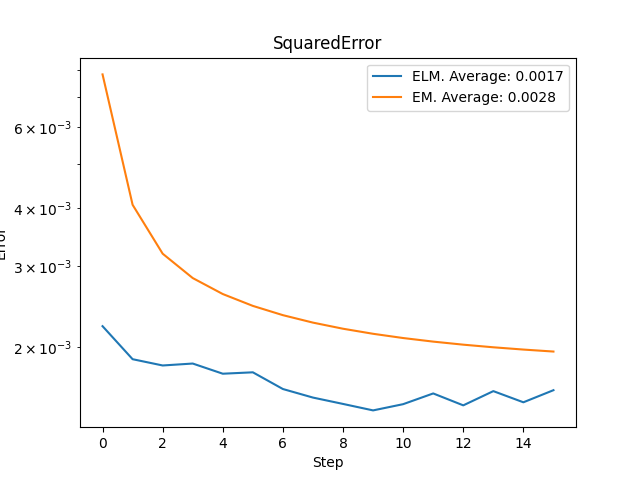 SquaredError
ELM. Average: 0.0017
EM. Average: 0.0028
6 × 10⁻³
4 × 10⁻³
3 × 10⁻³
2 × 10⁻³
Error
0 2 4 6 8 10 12 14
Step